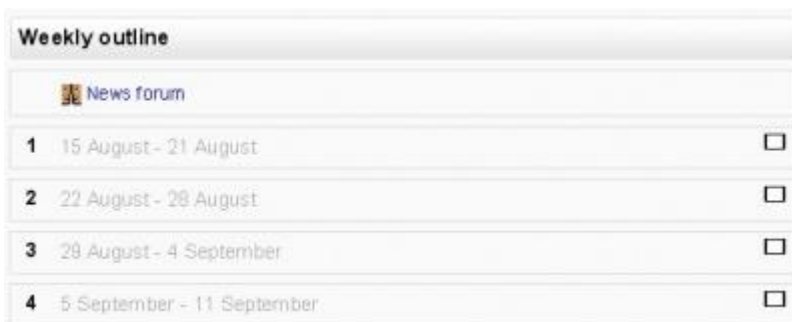 Weekly outline
News forum
1 15 August - 21 August
2 22 August - 28 August
3 29 August - 4 September
4 5 September - 11 September